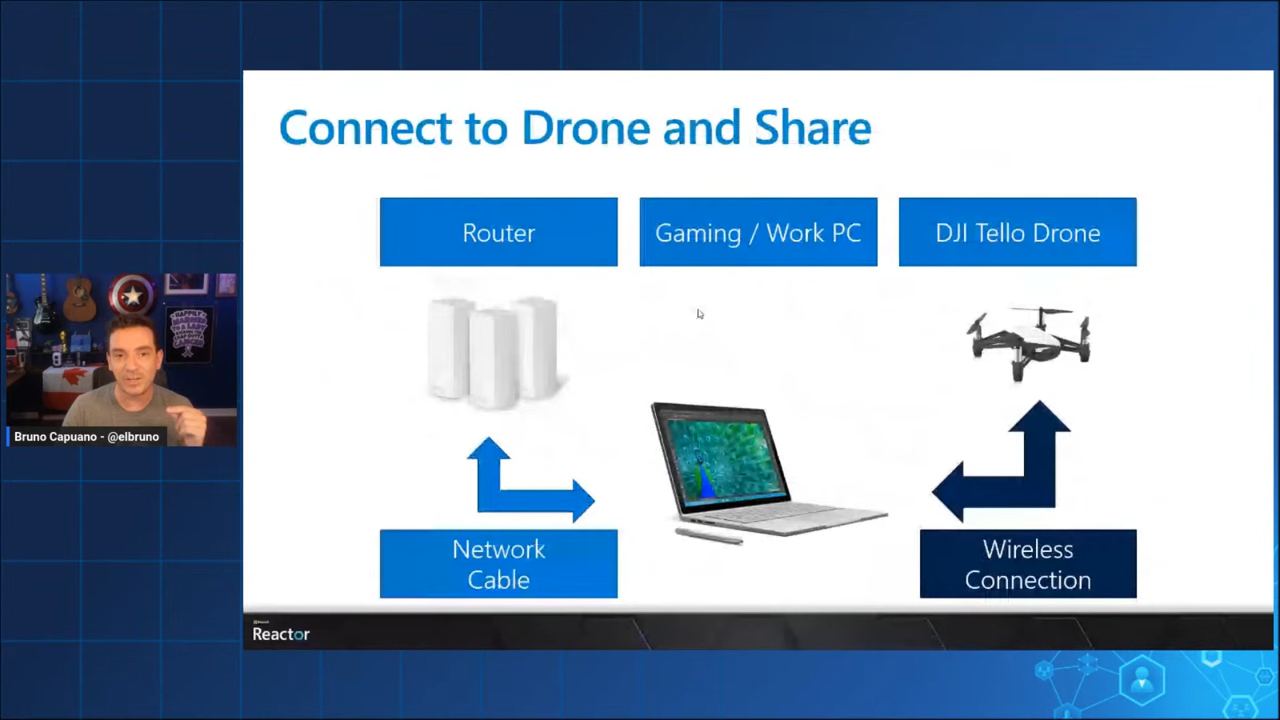 Connect to Drone and Share
Router
Gaming / Work PC
DJI Tello Drone
Network
Cable
Wireless
Connection
Bruno Capuano - @elbruno
Reactor